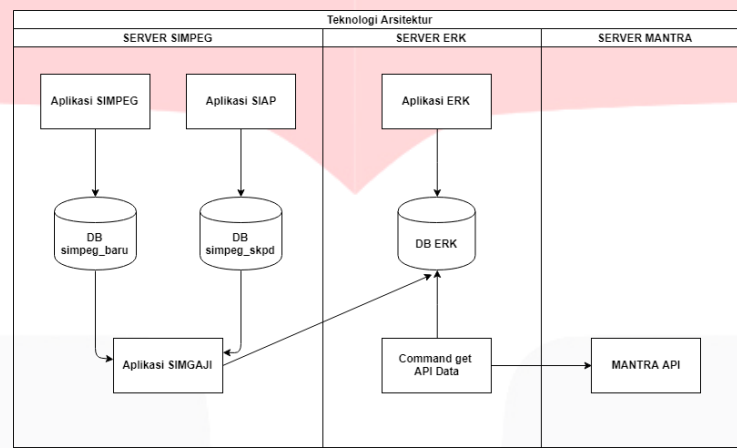 Teknologi Arsitektur
SERVER SIMPEG
SERVER ERK
SERVER MANTRA
Aplikasi SIMPEG
Aplikasi SIAP
Aplikasi ERK
DB
simpeg_baru
DB
simpeg_skpd
DB ERK
Aplikasi SIMGAJI
Command get
API Data
MANTRA API